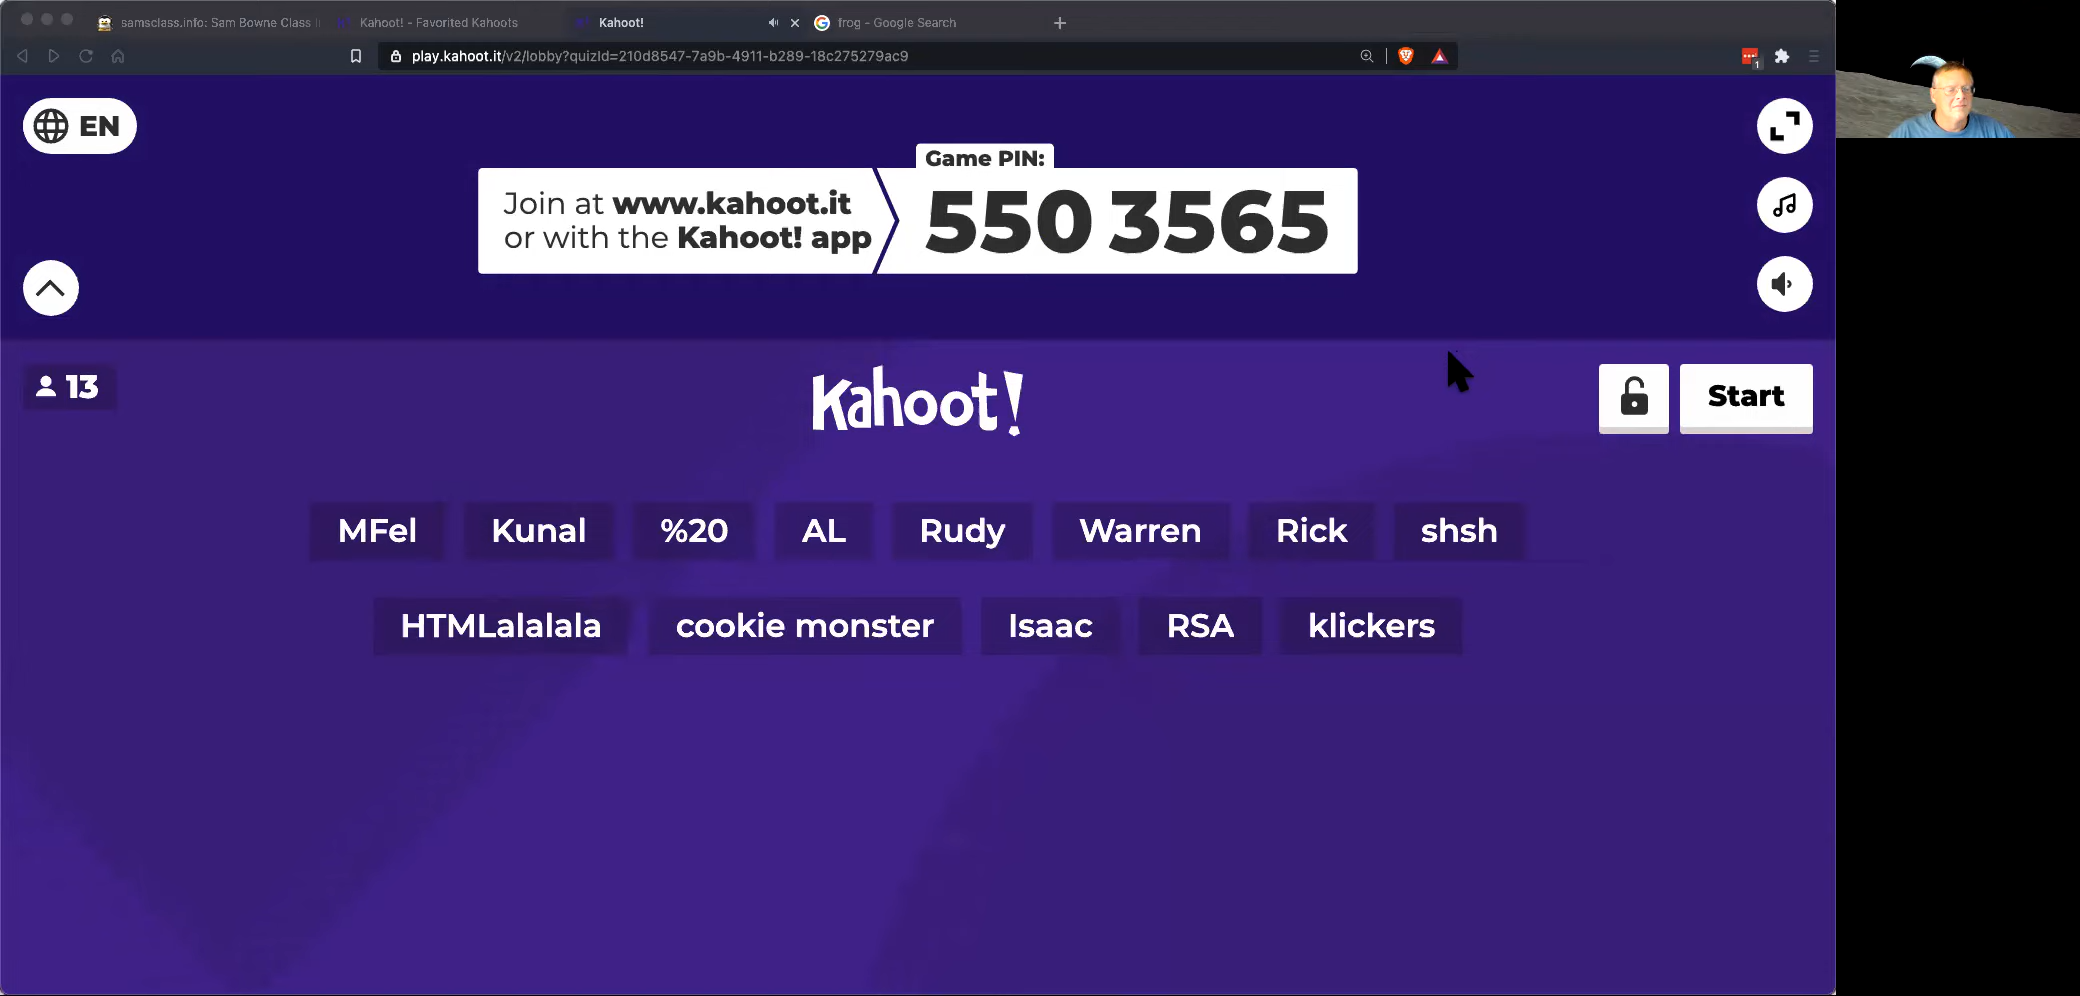 samsclass.info: Sam Bowne Class
Kahoot! - Favorited Kahoots
Kahoot!
frog - Google Search
play.kahoot.it/v2/lobby?quizId=210d8547-7a9b-4911-b289-18c275279ac9
1
EN
Game PIN:
Join at www.kahoot.it
or with the Kahoot! app
550 3565
13
Kahoot!
Start
MFel Kunal %20 AL Rudy Warren Rick shsh
HTMLalalala cookie monster Isaac RSA klickers